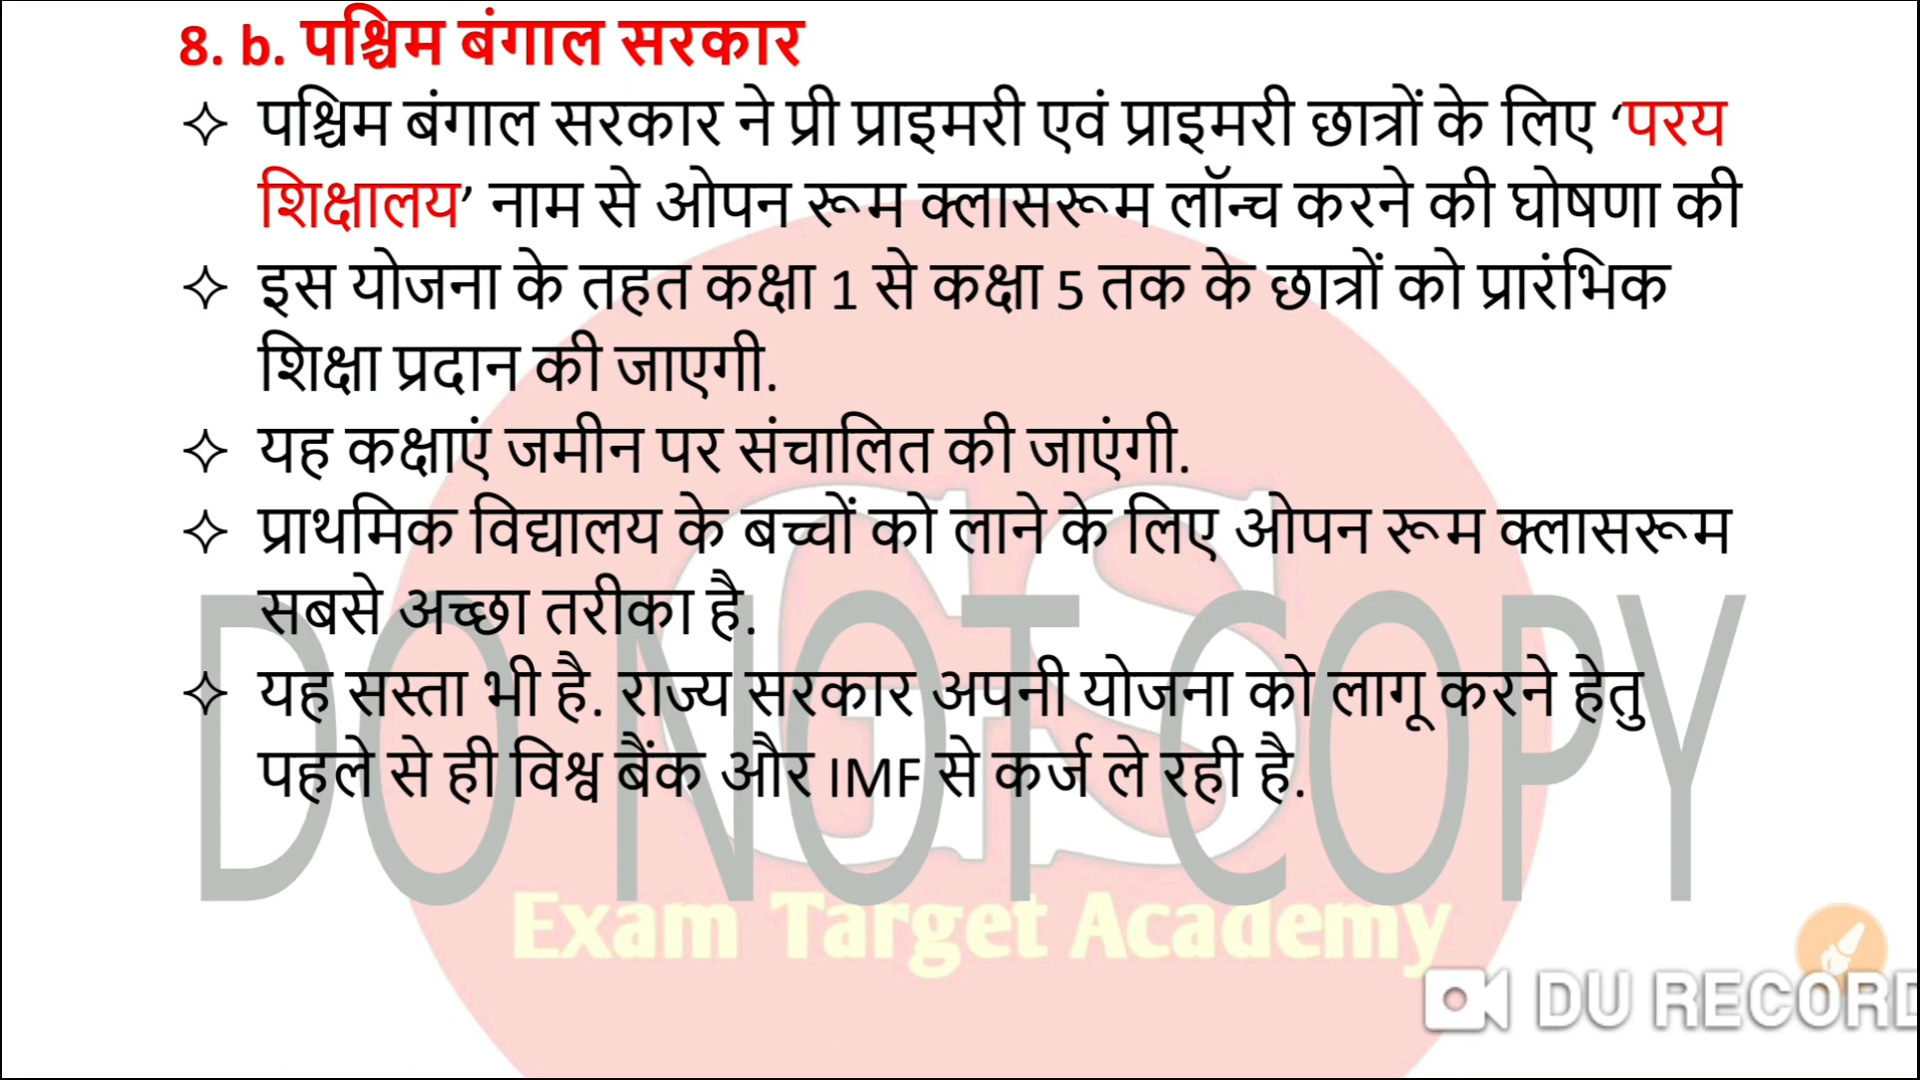 8. b. पश्चिम बंगाल सरकार
✧ पश्चिम बंगाल सरकार ने प्री प्राइमरी एवं प्राइमरी छात्रों के लिए ‘परय
शिक्षालय’ नाम से ओपन रूम क्लासरूम लॉन्च करने की घोषणा की
✧ इस योजना के तहत कक्षा 1 से कक्षा 5 तक के छात्रों को प्रारंभिक
शिक्षा प्रदान की जाएगी.
✧ यह कक्षाएं जमीन पर संचालित की जाएंगी.
✧ प्राथमिक विद्यालय के बच्चों को लाने के लिए ओपन रूम क्लासरूम
सबसे अच्छा तरीका है.
✧ यह सस्ता भी है. राज्य सरकार अपनी योजना को लागू करने हेतु
पहले से ही विश्व बैंक और IMF से कर्ज ले रही है.
GS
DO NOT COPY
Exam Target Academy
DU RECORD